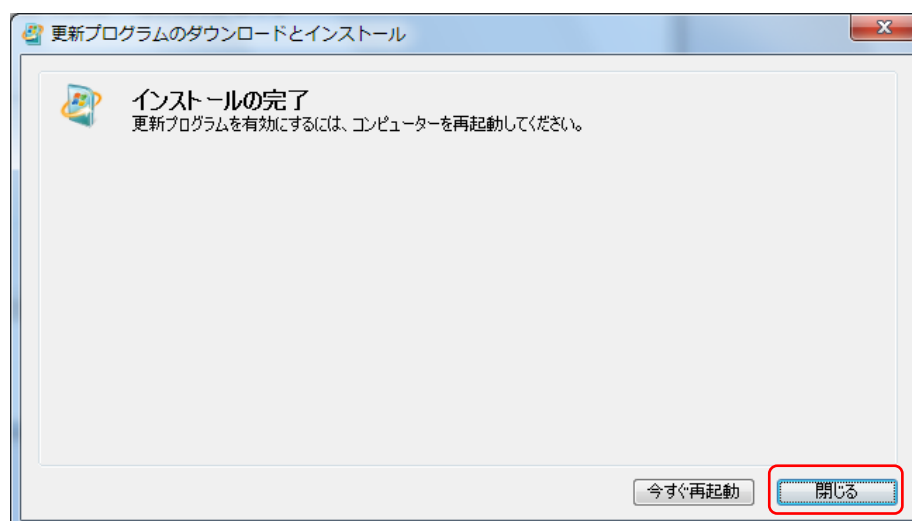 更新プログラムのダウンロードとインストール
インストールの完了
更新プログラムを有効にするには、コンピューターを再起動してください。
今すぐ再起動
閉じる